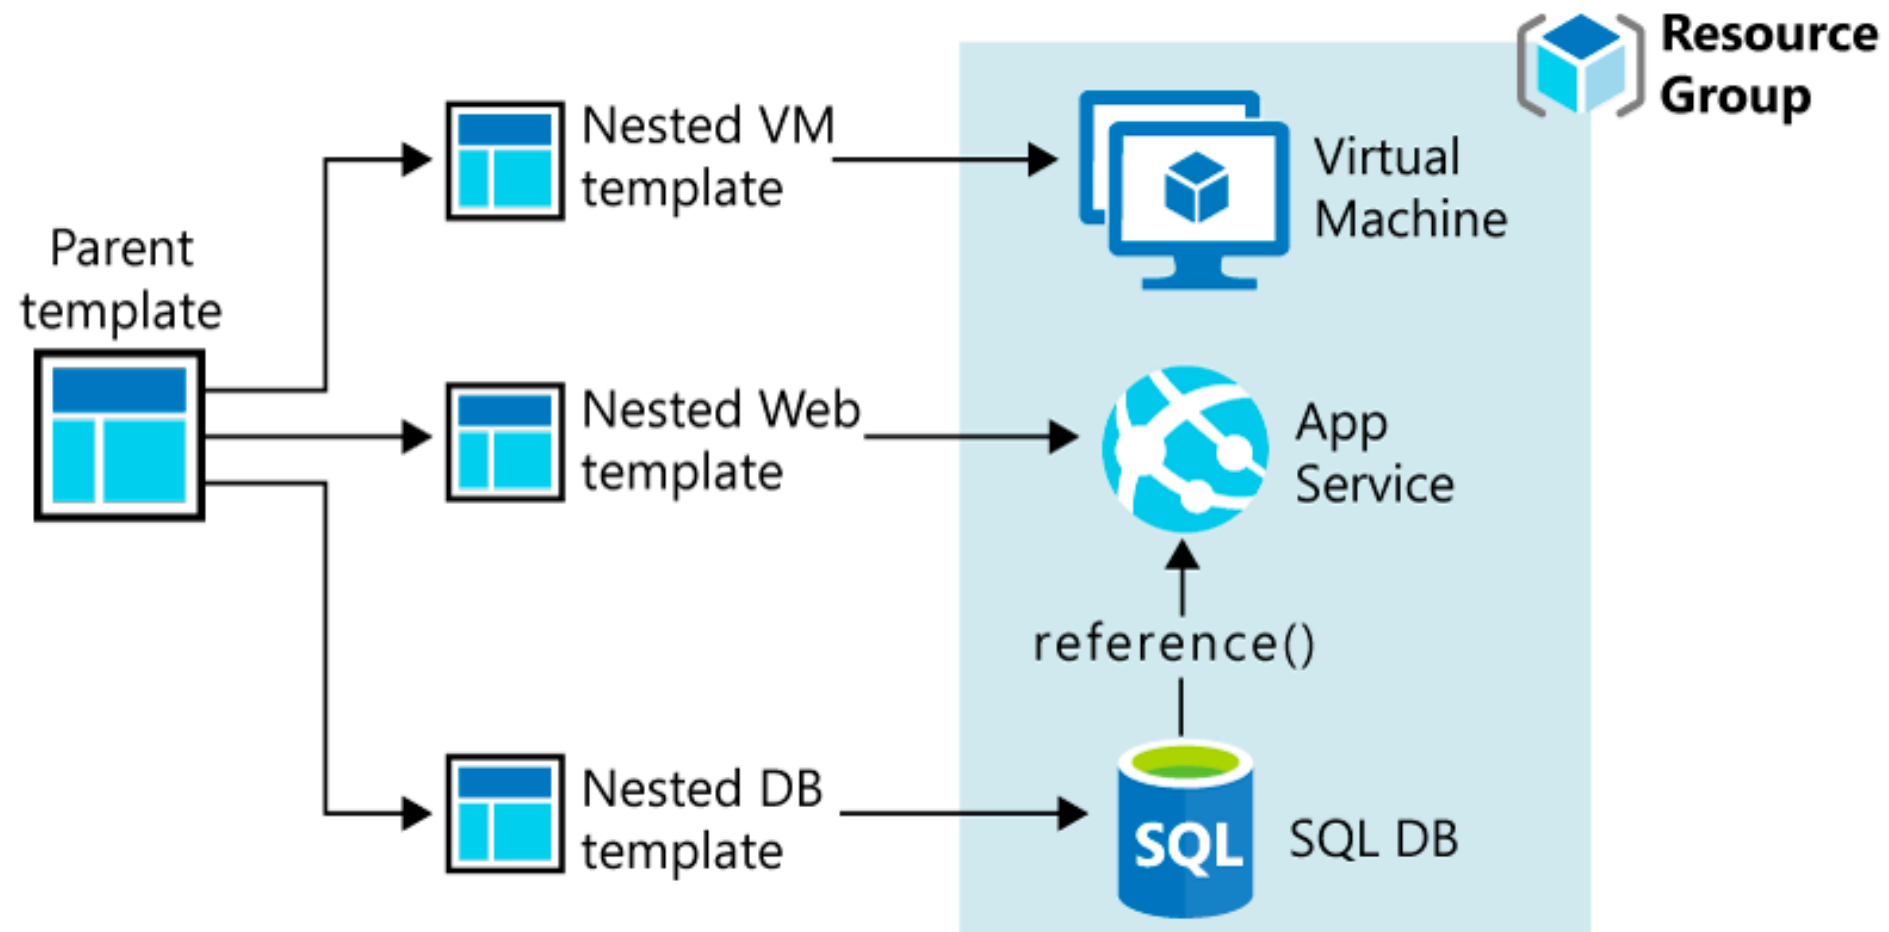 Resource
Group
Nested VM
template
Virtual
Machine
Parent
template
Nested Web
template
App
Service
reference()
Nested DB
template
SQL
SQL DB